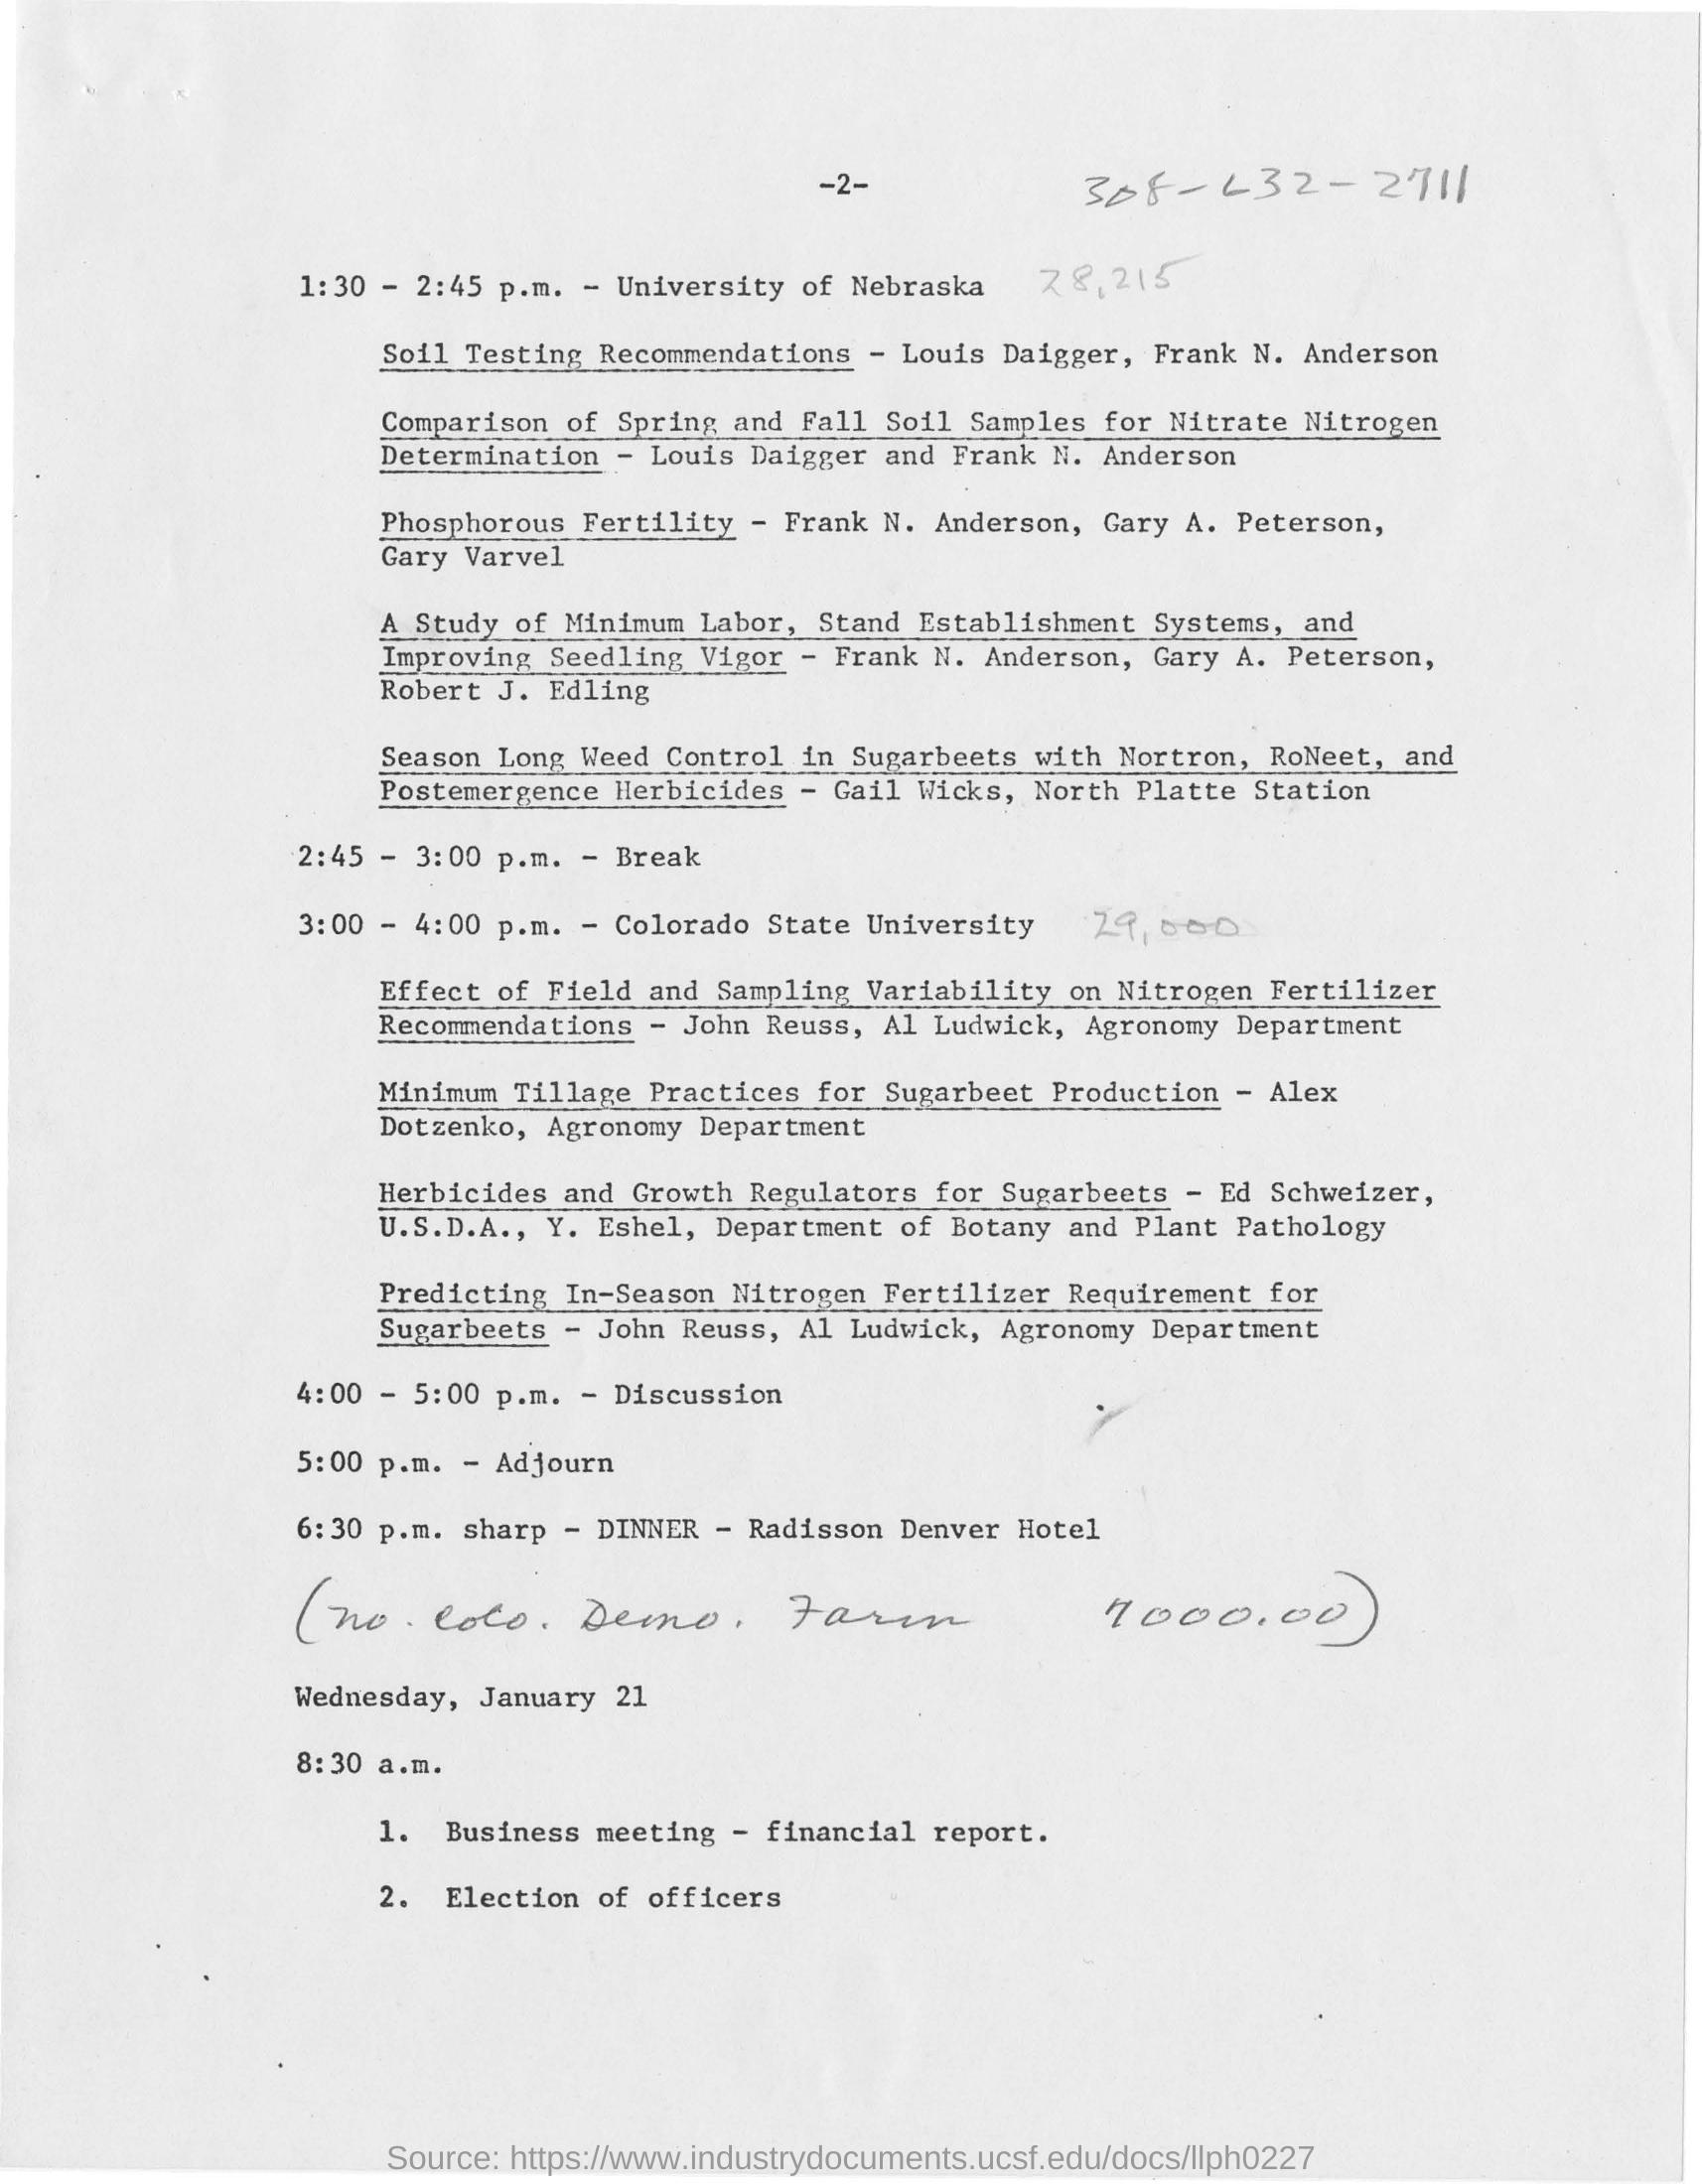 -2-
308-632-2711
1:30 - 2:45 p.m. - University of Nebraska 28,215
Soil Testing Recommendations - Louis Daigger, Frank N. Anderson
Comparison of Spring and Fall Soil Samples for Nitrate Nitrogen
Determination - Louis Daigger and Frank N. Anderson
Phosphorous Fertility - Frank N. Anderson, Gary A. Peterson,
Gary Varvel
A Study of Minimum Labor, Stand Establishment Systems, and
Improving Seedling Vigor - Frank N. Anderson, Gary A. Peterson,
Robert J. Edling
Season Long Weed Control in Sugarbeets with Nortron, RoNeet, and
Postemergence Herbicides - Gail Wicks, North Platte Station
2:45 - 3:00 p.m. - Break
3:00 - 4:00 p.m. - Colorado State University 29,000
Effect of Field and Sampling Variability on Nitrogen Fertilizer
Recommendations - John Reuss, Al Ludwick, Agronomy Department
Minimum Tillage Practices for Sugarbeet Production - Alex
Dotzenko, Agronomy Department
Herbicides and Growth Regulators for Sugarbeets - Ed Schweizer,
U.S.D.A., Y. Eshel, Department of Botany and Plant Pathology
Predicting In-Season Nitrogen Fertilizer Requirement for
Sugarbeets - John Reuss, Al Ludwick, Agronomy Department
4:00 - 5:00 p.m. - Discussion
5:00 p.m. - Adjourn
6:30 p.m. sharp - DINNER - Radisson Denver Hotel
(no. Colo. Demo. Farm 7000.00)
Wednesday, January 21
8:30 a.m.
1. Business meeting - financial report.
2. Election of officers
Source: https://www.industrydocuments.ucsf.edu/docs/llph0227